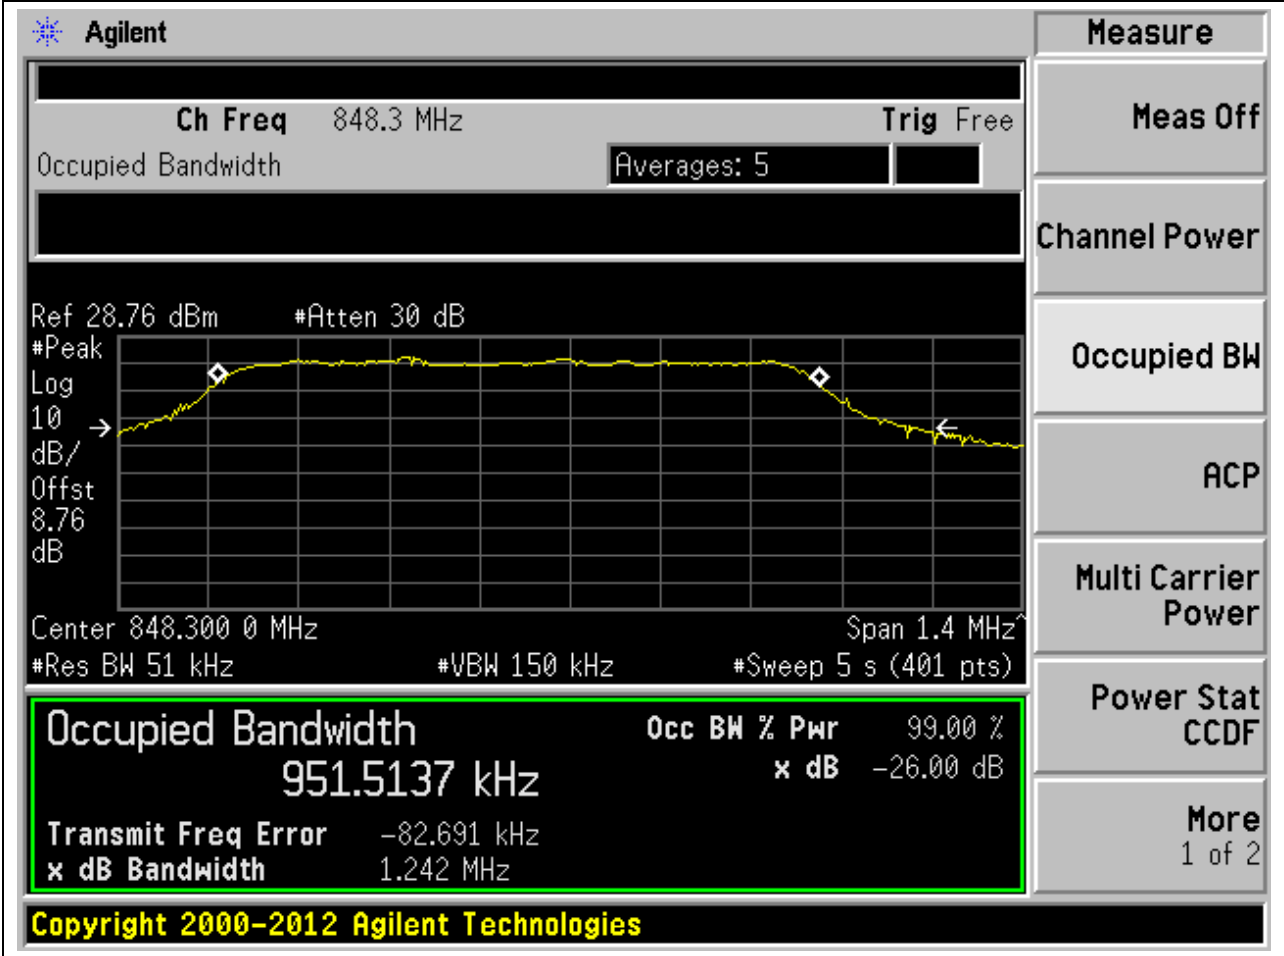 Agilent
Measure
Ch Freq 848.3 MHz Trig Free
Occupied Bandwidth Averages: 5
Meas Off
Channel Power
Occupied BW
ACP
Multi Carrier
Power
Power Stat
CCDF
More
1 of 2
Ref 28.76 dBm #Atten 30 dB
#Peak
Log
10
dB/
Offst
8.76
dB
Center 848.300 0 MHz Span 1.4 MHz^
#Res BW 51 kHz #VBW 150 kHz #Sweep 5 s (401 pts)
Occupied Bandwidth Occ BW % Pwr 99.00 %
951.5137 kHz x dB -26.00 dB
Transmit Freq Error -82.691 kHz
x dB Bandwidth 1.242 MHz
Copyright 2000-2012 Agilent Technologies